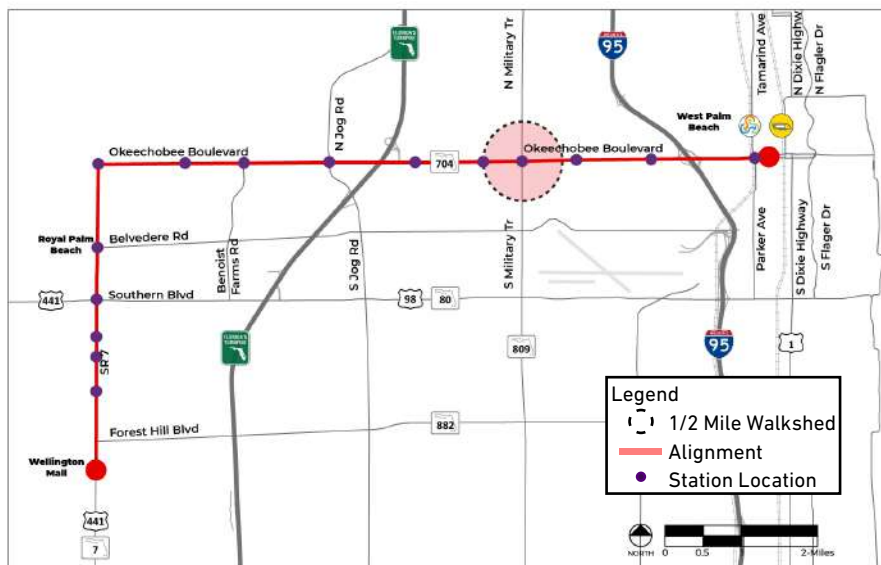 FLORIDA'S
TURNPIKE
N Military Tr
95
Tamarind Ave
N Dixie Highway
N Flagler Dr
N Jog Rd
West Palm
Beach
Okeechobee Boulevard
704
Okeechobee Boulevard
Royal Palm
Beach
Belvedere Rd
Benoist
Farms Rd
S Jog Rd
S Military Tr
Parker Ave
S Dixie Highway
S Flager Dr
441
Southern Blvd
98
80
SR 7
809
95
1
Forest Hill Blvd
882
Wellington
Mall
441
7
Legend
1/2 Mile Walkshed
Alignment
Station Location
NORTH
0 0.5 1 2-Miles